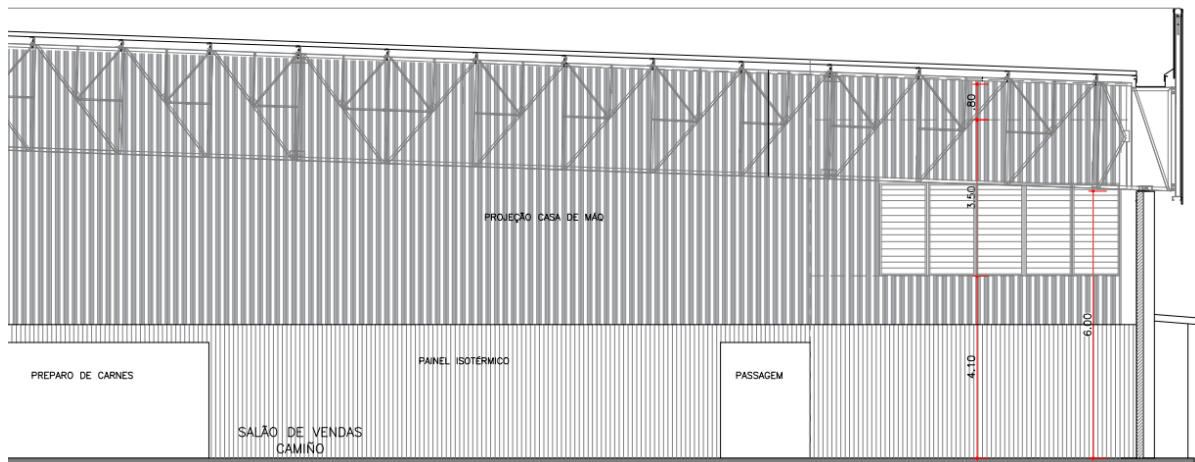 .80
3.50
PROJEÇÃO CASA DE MÁQ
6.00
PAINEL ISOTÉRMICO
4.10
PREPARO DE CARNES
PASSAGEM
SALÃO DE VENDAS
CAMIÑO